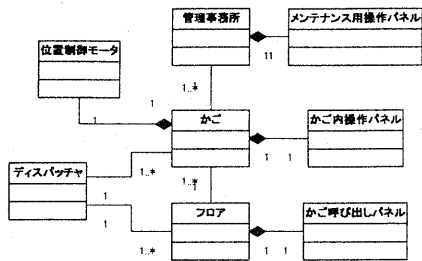 管理事務所
メンテナンス用操作パネル
位置制御モータ
11
1
1..*
1
1
かご
かご内操作パネル
ディスパッチャ
1..*
1..*
1
1
1
1
1
フロア
かご呼び出しパネル
1..*
1
1